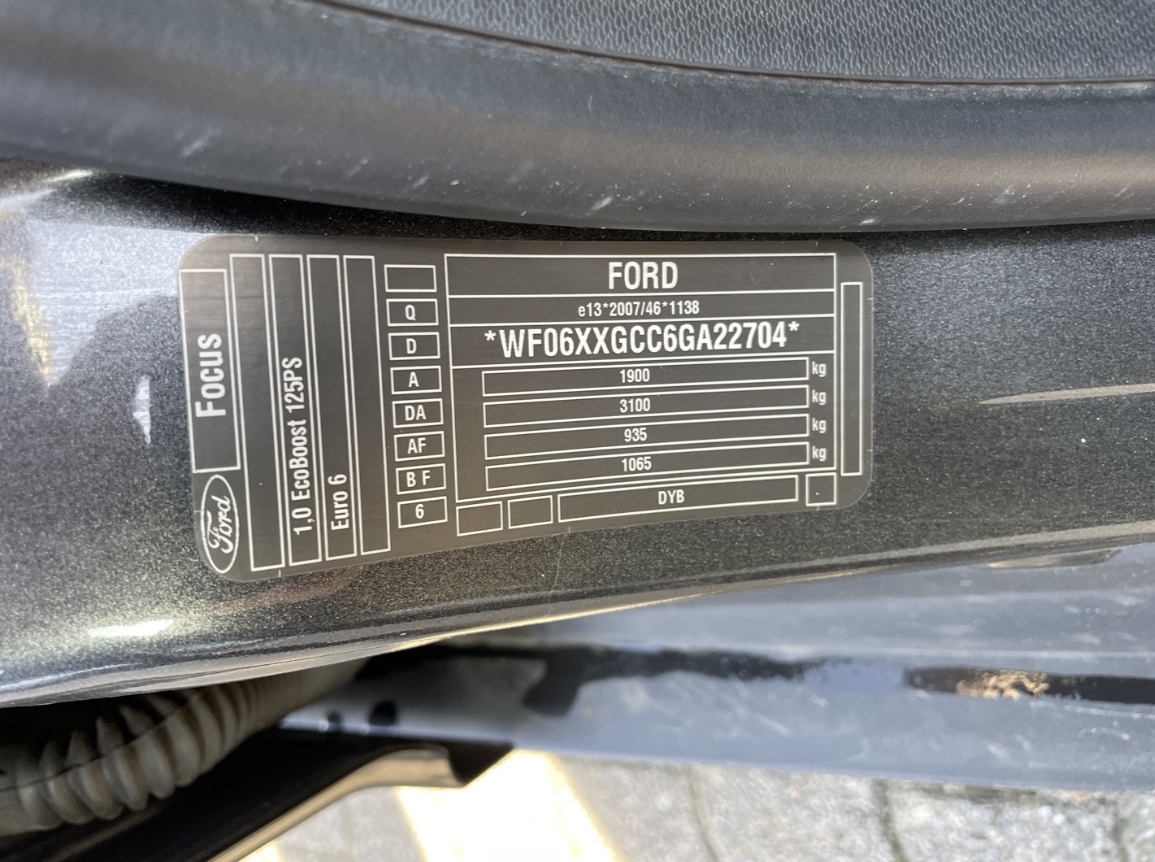 FORD
e13*2007/46*1138
*WF06XXGCC6GA22704*
1900 kg
3100 kg
935 kg
1065 kg
DYB
Q
D
A
DA
AF
B F
6
Focus
Ford
1,0 EcoBoost 125PS
Euro 6